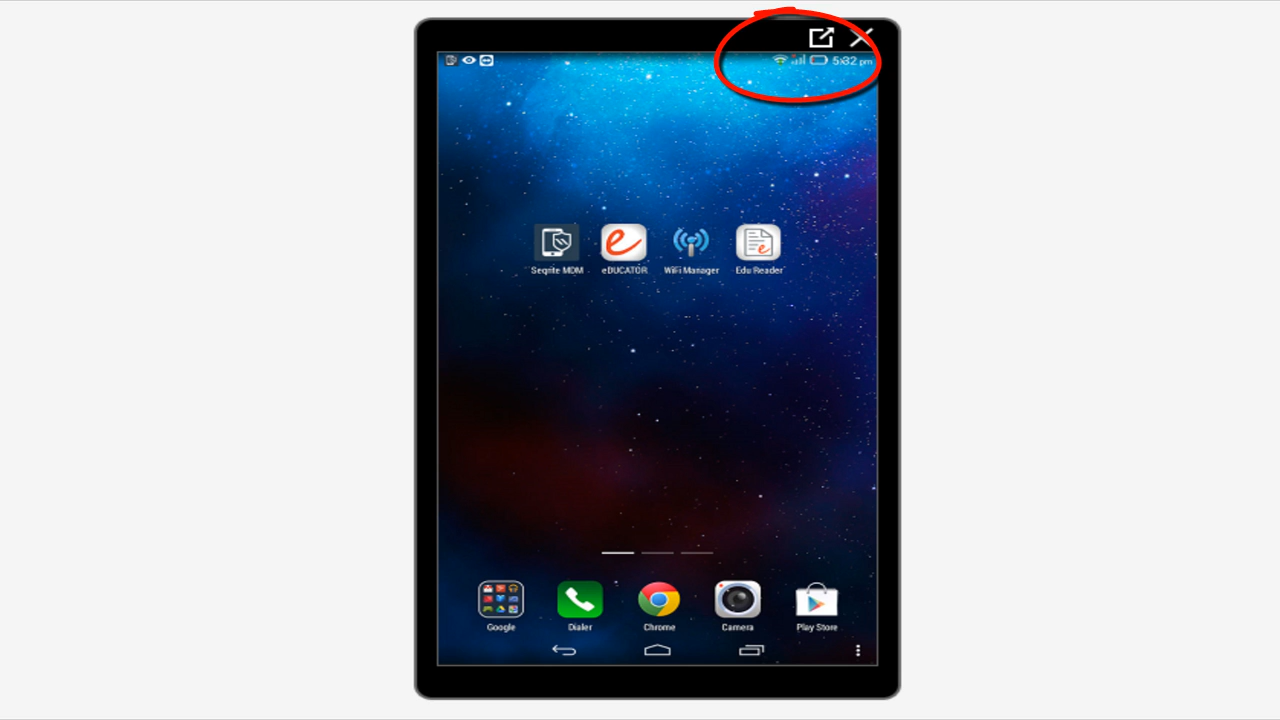 5:32 pm
Seqrite MDM eDUCATOR WiFi Manager Edu Reader
Google Dialer Chrome Camera Play Store